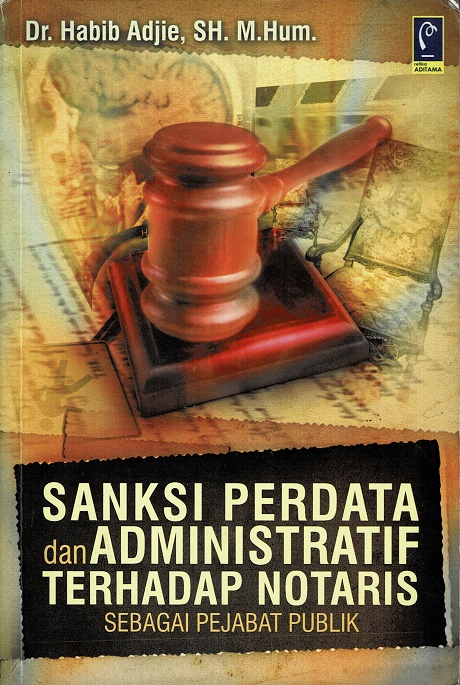 Dr. Habib Adjie, SH. M.Hum.
refika
ADITAMA
SANKSI PERDATA
dan ADMINISTRATIF
TERHADAP NOTARIS
SEBAGAI PEJABAT PUBLIK